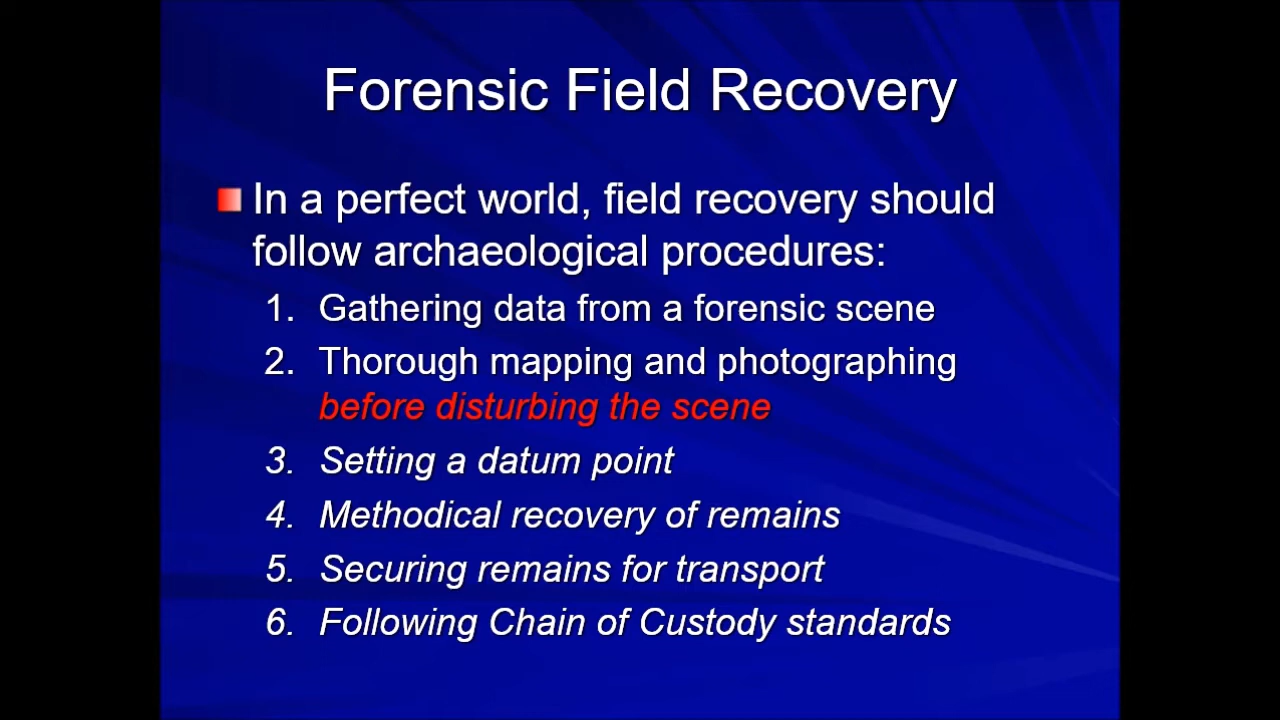 Forensic Field Recovery
In a perfect world, field recovery should
follow archaeological procedures:
1. Gathering data from a forensic scene
2. Thorough mapping and photographing
before disturbing the scene
3. Setting a datum point
4. Methodical recovery of remains
5. Securing remains for transport
6. Following Chain of Custody standards